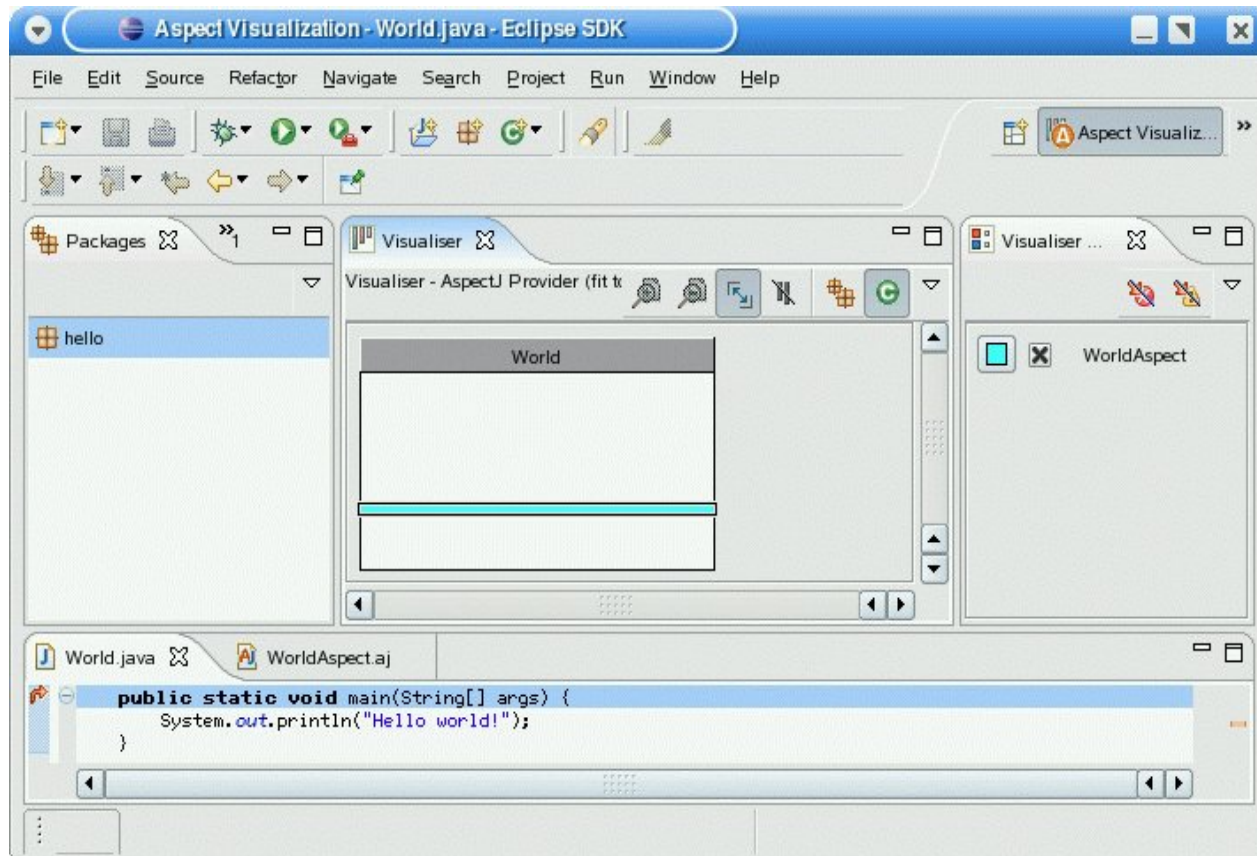 Aspect Visualization - World.java - Eclipse SDK
File Edit Source Refactor Navigate Search Project Run Window Help
Aspect Visualiz... »
Packages »1
Visualiser
Visualiser ...
Visualiser - AspectJ Provider (fit to
hello
World
WorldAspect
World.java WorldAspect.aj
public static void main(String[] args) {
System.out.println("Hello world!");
}